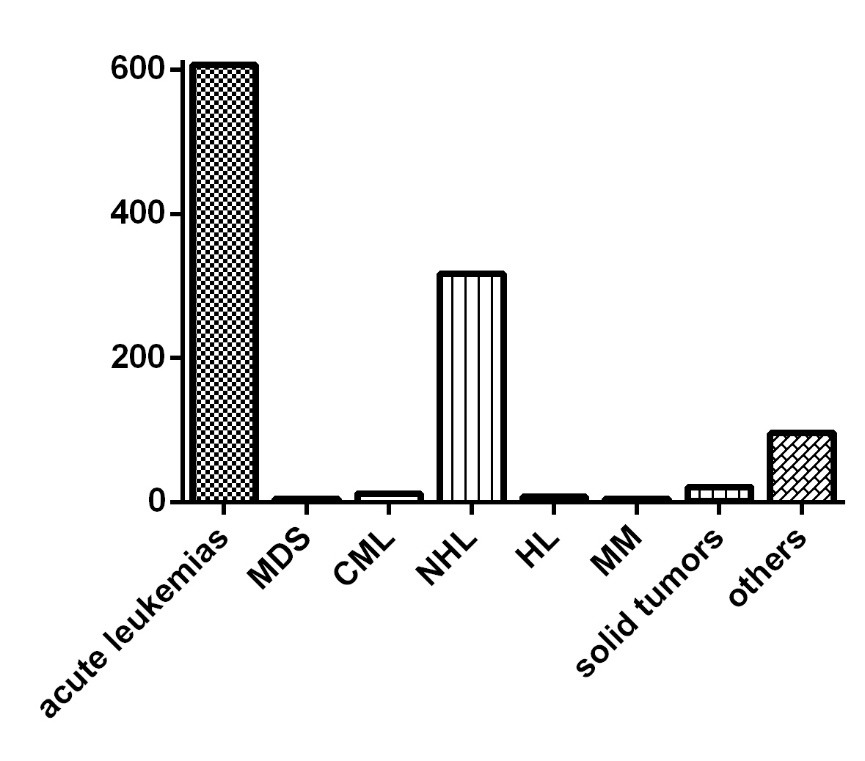 600
400
200
0
acute leukemias
MDS
CML
NHL
HL
MM
solid tumors
others